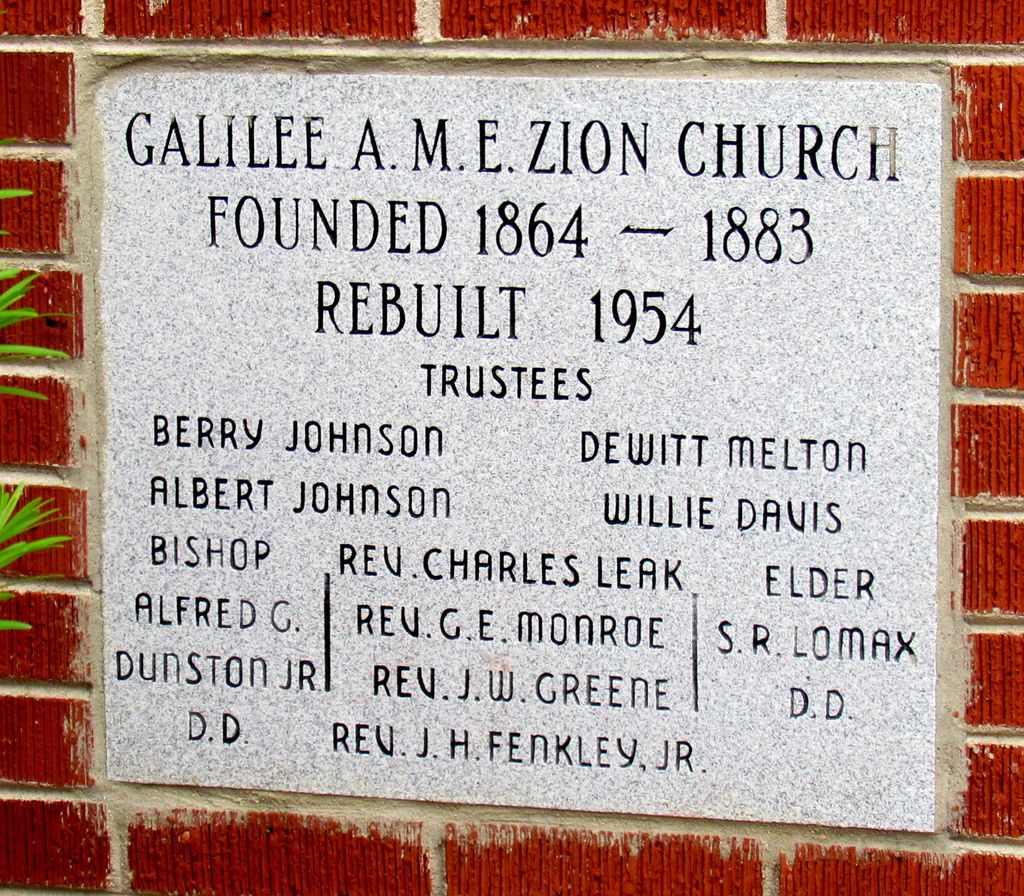 GALILEE A. M. E. ZION CHURCH
FOUNDED 1864 — 1883
REBUILT 1954
TRUSTEES
BERRY JOHNSON DEWITT MELTON
ALBERT JOHNSON WILLIE DAVIS
BISHOP REV. CHARLES LEAK ELDER
ALFRED G. REV. G. E. MONROE S. R. LOMAX
DUNSTON JR REV. J. W. GREENE D. D.
D. D. REV. J. H. FENKLEY, JR.